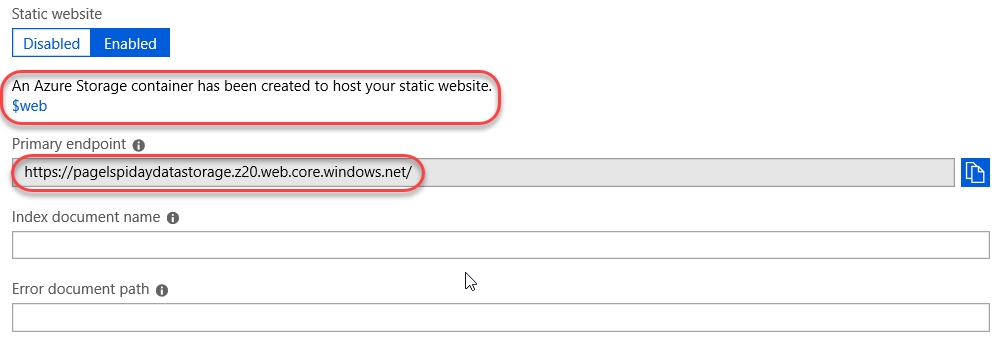 Static website
Disabled Enabled
An Azure Storage container has been created to host your static website.
$web
Primary endpoint
https://pagelspidaydatastorage.z20.web.core.windows.net/
Index document name
Error document path